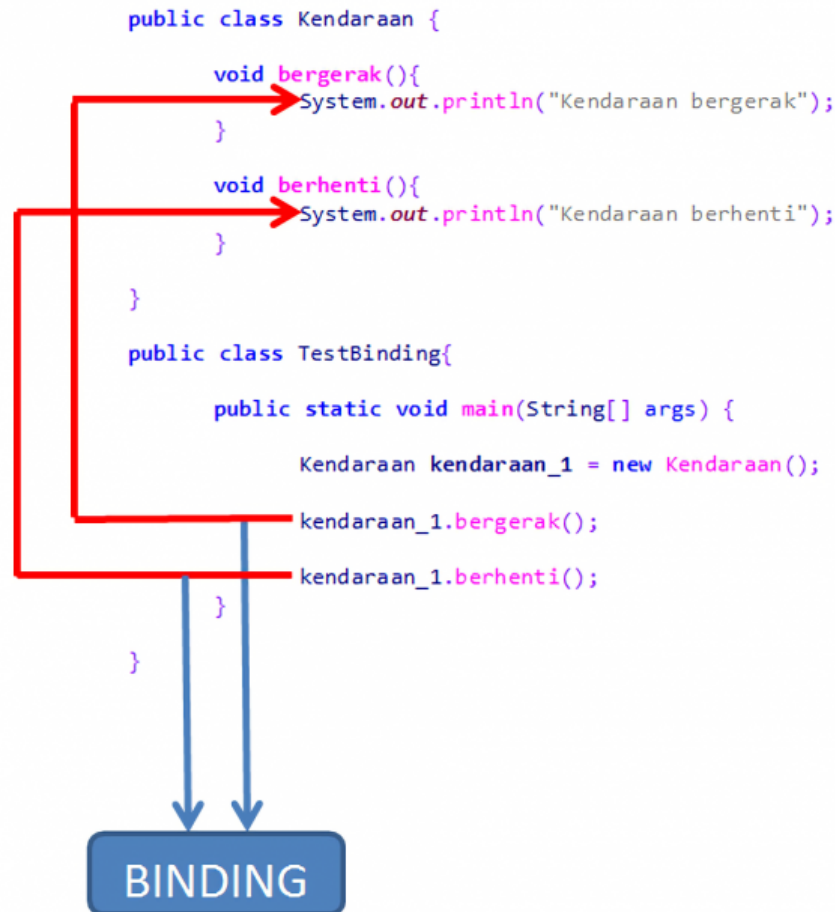 public class Kendaraan {
void bergerak(){
System.out.println("Kendaraan bergerak");
}
void berhenti(){
System.out.println("Kendaraan berhenti");
}
}
public class TestBinding{
public static void main(String[] args) {
Kendaraan kendaraan_1 = new Kendaraan();
kendaraan_1.bergerak();
kendaraan_1.berhenti();
}
}
BINDING